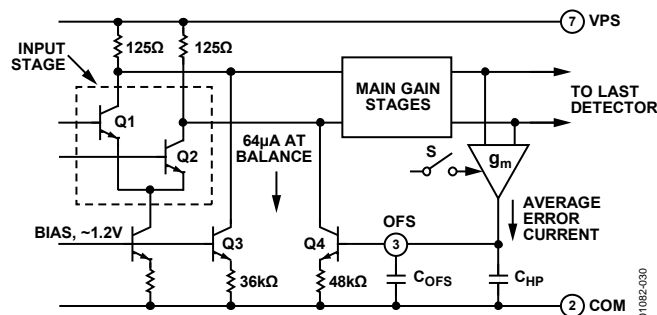 7 VPS
125Ω 125Ω
INPUT
STAGE
Q1
Q2
MAIN GAIN
STAGES
TO LAST
DETECTOR
64µA AT
BALANCE
S
gm
AVERAGE
ERROR
CURRENT
BIAS, ~1.2V
Q3
Q4
OFS
3
36kΩ
48kΩ
COFS
CHP
2 COM
01082-030